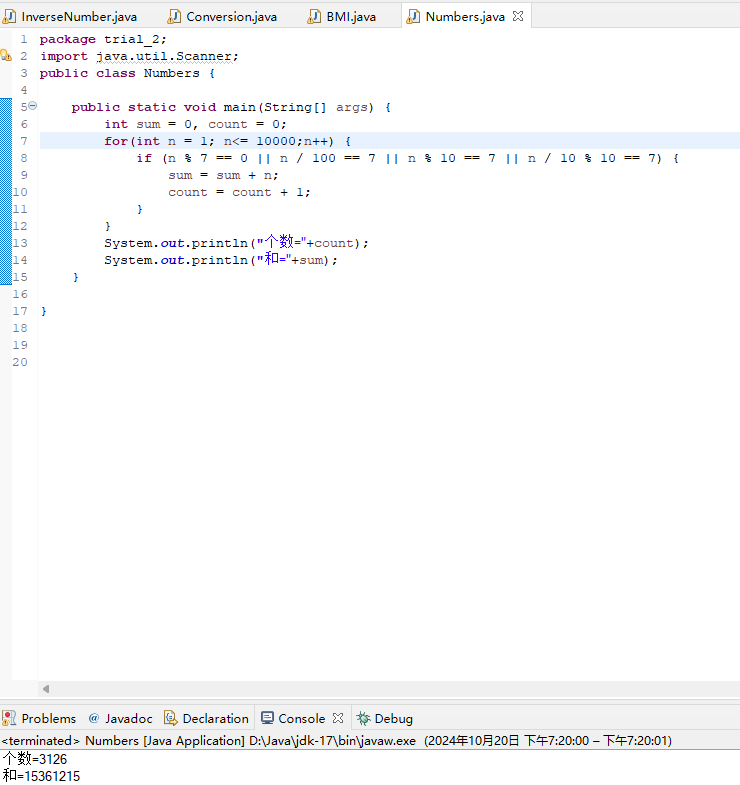 InverseNumber.java Conversion.java BMI.java Numbers.java
1 package trial_2;
2 import java.util.Scanner;
3 public class Numbers {
4
5 public static void main(String[] args) {
6 int sum = 0, count = 0;
7 for(int n = 1; n<= 10000;n++) {
8 if (n % 7 == 0 || n / 100 == 7 || n % 10 == 7 || n / 10 % 10 == 7) {
9 sum = sum + n;
10 count = count + 1;
11 }
12 }
13 System.out.println("个数="+count);
14 System.out.println("和="+sum);
15 }
16
17 }
18
19
20
Problems @ Javadoc Declaration Console Debug
<terminated> Numbers [Java Application] D:\Java\jdk-17\bin\javaw.exe (2024年10月20日 下午7:20:00 – 下午7:20:01)
个数=3126
和=15361215